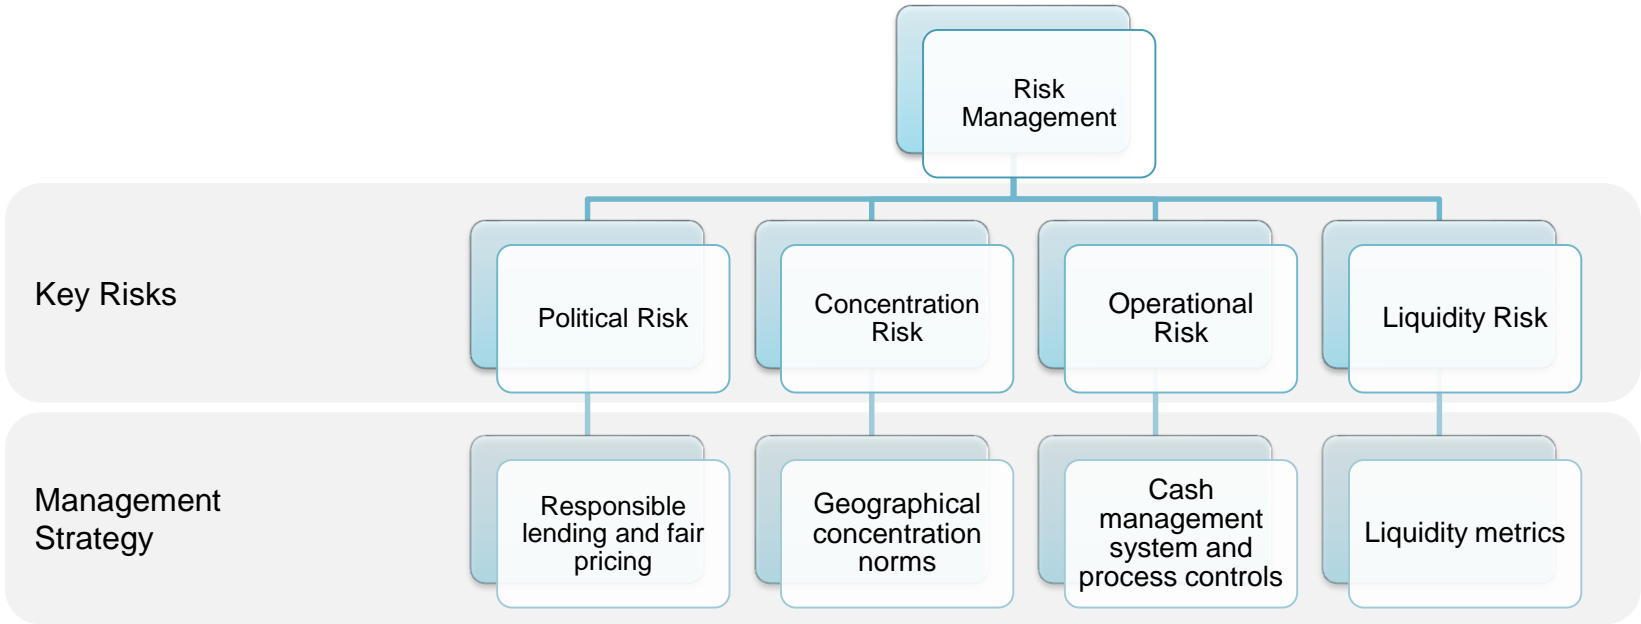 Risk
Management
Key Risks
Political Risk
Concentration
Risk
Operational
Risk
Liquidity Risk
Management
Strategy
Responsible
lending and fair
pricing
Geographical
concentration
norms
Cash
management
system and
process controls
Liquidity metrics